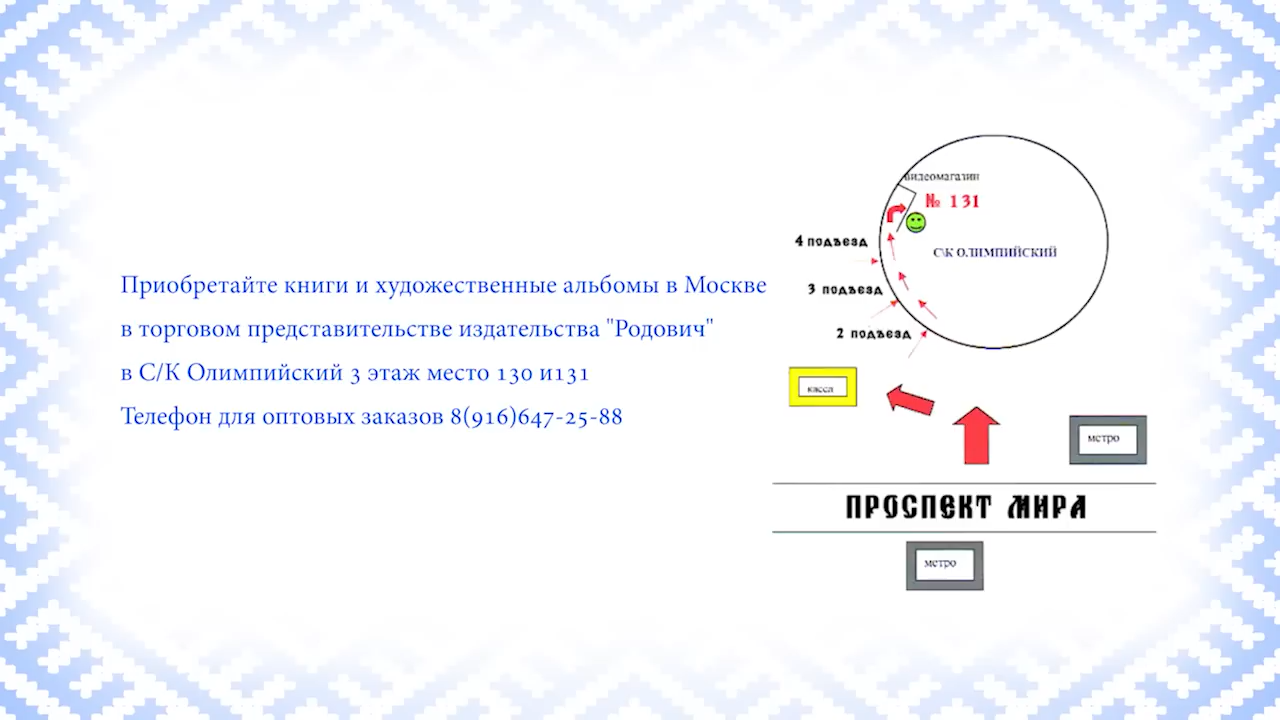 Приобретайте книги и художественные альбомы в Москве
в торговом представительстве издательства "Родович"
в С/К Олимпийский 3 этаж место 130 и131
Телефон для оптовых заказов 8(916)647-25-88
видеомагазин
№ 131
4 подъезд
С\К ОЛИМПИЙСКИЙ
3 подъезд
2 подъезд
касса
метро
ПРОСПЕКТ МИРА
метро